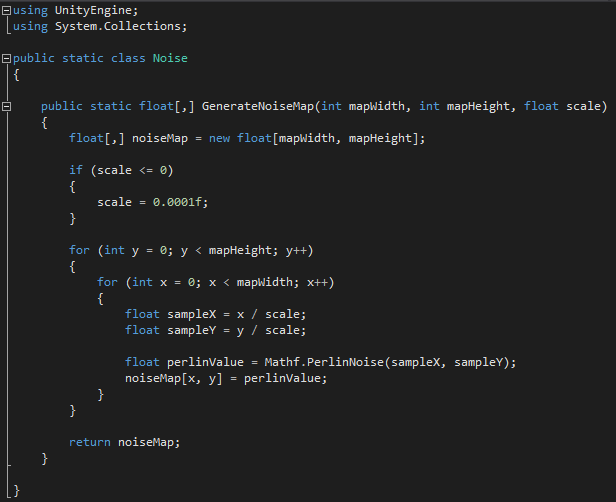 using UnityEngine;
using System.Collections;
public static class Noise
{
public static float[,] GenerateNoiseMap(int mapWidth, int mapHeight, float scale)
{
float[,] noiseMap = new float[mapWidth, mapHeight];
if (scale <= 0)
{
scale = 0.0001f;
}
for (int y = 0; y < mapHeight; y++)
{
for (int x = 0; x < mapWidth; x++)
{
float sampleX = x / scale;
float sampleY = y / scale;
float perlinValue = Mathf.PerlinNoise(sampleX, sampleY);
noiseMap[x, y] = perlinValue;
}
}
return noiseMap;
}
}